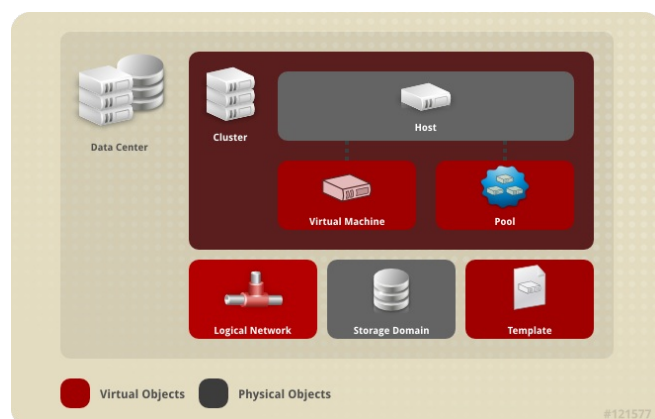 Data Center
Cluster
Host
Virtual Machine
Pool
Logical Network
Storage Domain
Template
Virtual Objects
Physical Objects
#121577